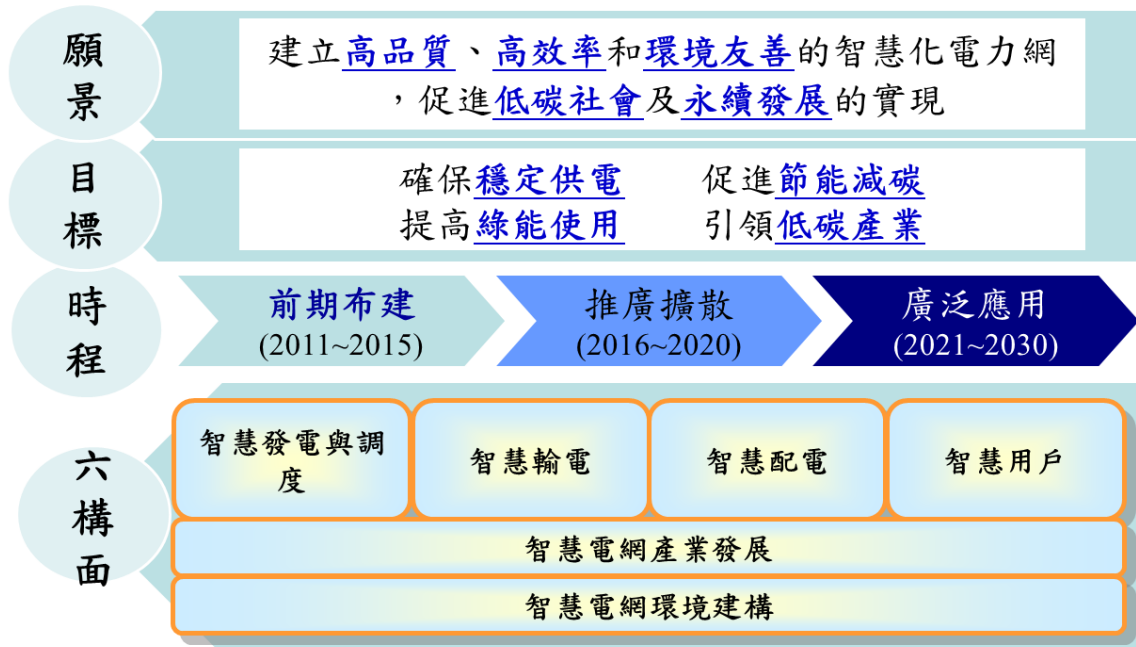 願景
建立高品質、高效率和環境友善的智慧化電力網
，促進低碳社會及永續發展的實現
目標
確保穩定供電 促進節能減碳
提高綠能使用 引領低碳產業
時程
前期布建 推廣擴散 廣泛應用
(2011~2015) (2016~2020) (2021~2030)
六構面
智慧發電與調
度
智慧輸電
智慧配電
智慧用戶
智慧電網產業發展
智慧電網環境建構